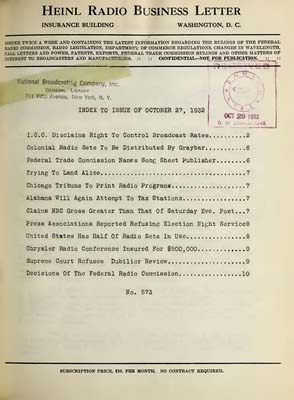 HEINL RADIO BUSINESS LETTER
INSURANCE BUILDING WASHINGTON, D. C.
ISSUED TWICE A WEEK AND CONTAINING THE LATEST INFORMATION REGARDING THE RULINGS OF THE FEDERAL
RADIO COMMISSION, RADIO LEGISLATION, DEPARTMENT OF COMMERCE REGULATIONS, CHANGES IN WAVELENGTH,
CALL LETTERS AND POWER, PATENTS, EXPORTS, FEDERAL TRADE COMMISSION RULINGS AND OTHER MATTERS OF
INTEREST TO BROADCASTERS AND MANUFACTURERS. :: :: CONFIDENTIAL—NOT FOR PUBLICATION. :: ::
National Broadcasting Company, Inc.
GENERAL LIBRARY
711 Fifth Avenue, New York, N. Y.
OCT 29 1932
INDEX TO ISSUE OF OCTOBER 27, 1932
I.C.C. Disclaims Right To Control Broadcast Rates..........2
Colonial Radio Sets To Be Distributed By Graybar...........5
Federal Trade Commission Names Song Sheet Publisher........6
Trying To Land Alice.......................................7
Chicago Tribune To Print Radio Programs....................7
Alabama Will Again Attempt To Tax Stations.................7
Claims NBC Gross Greater Than That Of Saturday Eve. Post...7
Press Associations Reported Refusing Election Night Service8
United States Has Half Of Radio Sets In Use................8
Chrysler Radio Conference Insured For $500,000.............9
Supreme Court Refuses Dubilier Review......................9
Decisions Of The Federal Radio Commission.................10
No. 573
SUBSCRIPTION PRICE, $10. PER MONTH. NO CONTRACT REQUIRED.